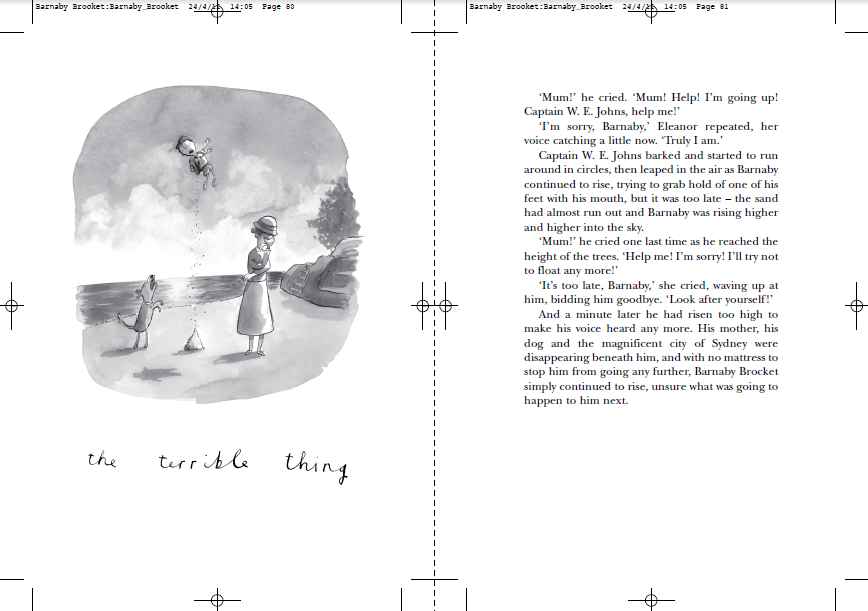 Barnaby Brocket:Barnaby_Brocket 24/4/12 14:05 Page 80
Barnaby Brocket:Barnaby_Brocket 24/4/12 14:05 Page 81
the terrible thing
‘Mum!’ he cried. ‘Mum! Help! I’m going up!
Captain W. E. Johns, help me!’
‘I’m sorry, Barnaby,’ Eleanor repeated, her
voice catching a little now. ‘Truly I am.’
Captain W. E. Johns barked and started to run
around in circles, then leaped in the air as Barnaby
continued to rise, trying to grab hold of one of his
feet with his mouth, but it was too late – the sand
had almost run out and Barnaby was rising higher
and higher into the sky.
‘Mum!’ he cried one last time as he reached the
height of the trees. ‘Help me! I’m sorry! I’ll try not
to float any more!’
‘It’s too late, Barnaby,’ she cried, waving up at
him, bidding him goodbye. ‘Look after yourself!’
And a minute later he had risen too high to
make his voice heard any more. His mother, his
dog and the magnificent city of Sydney were
disappearing beneath him, and with no mattress to
stop him from going any further, Barnaby Brocket
simply continued to rise, unsure what was going to
happen to him next.